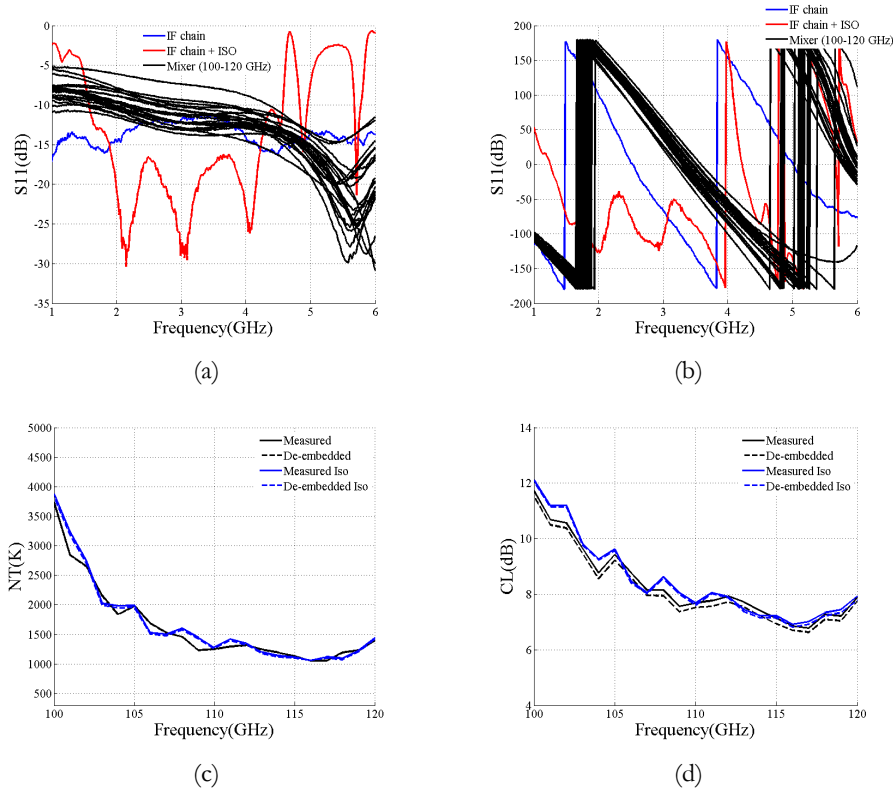 0
-5
-10
-15
-20
-25
-30
-35
S11(dB)
IF chain
IF chain + ISO
Mixer (100-120 GHz)
1 2 3 4 5 6
Frequency(GHz)
(a)
200
150
100
50
0
-50
-100
-150
-200
S11(dB)
IF chain
IF chain + ISO
Mixer (100-120 GHz)
1 2 3 4 5 6
Frequency(GHz)
(b)
5000
4500
4000
3500
3000
2500
2000
1500
1000
500
NT(K)
Measured
De-embedded
Measured Iso
De-embedded Iso
100 105 110 115 120
Frequency(GHz)
(c)
14
12
10
8
6
4
CL(dB)
Measured
De-embedded
Measured Iso
De-embedded Iso
100 105 110 115 120
Frequency(GHz)
(d)